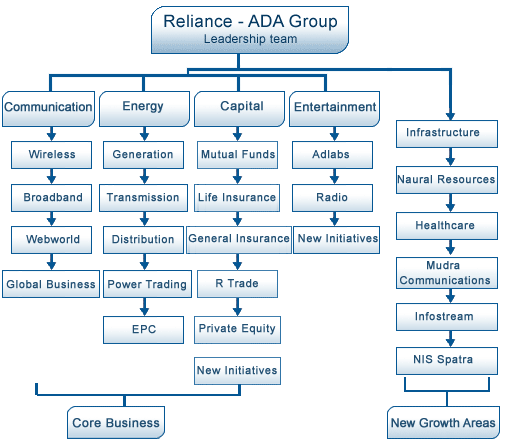 Reliance - ADA Group
Leadership team
Communication
Energy
Capital
Entertainment
Wireless
Broadband
Webworld
Global Business
Generation
Transmission
Distribution
Power Trading
EPC
Mutual Funds
Life Insurance
General Insurance
R Trade
Private Equity
New Initiatives
Adlabs
Radio
New Initiatives
Infrastructure
Naural Resources
Healthcare
Mudra
Communications
Infostream
NIS Spatra
Core Business
New Growth Areas